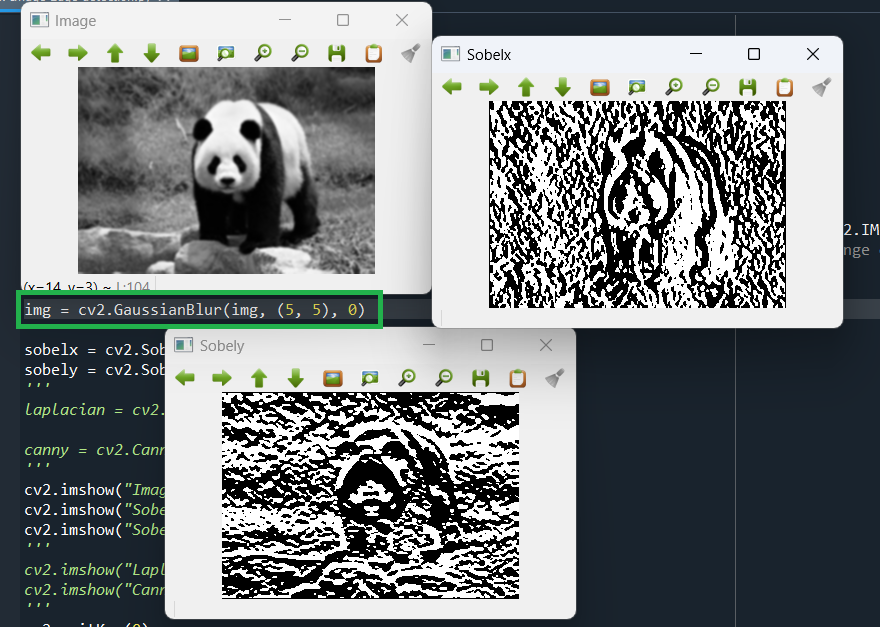 Image
Sobelx
2.IM
nge
(x=14, y=3) ~ L:104
img = cv2.GaussianBlur(img, (5, 5), 0)
Sobely
sobelx = cv2.Sob
sobely = cv2.Sob
'''
laplacian = cv2.
canny = cv2.Cann
'''
cv2.imshow("Imag
cv2.imshow("Sobe
cv2.imshow("Sobe
'''
cv2.imshow("Lapl
cv2.imshow("Cann
'''